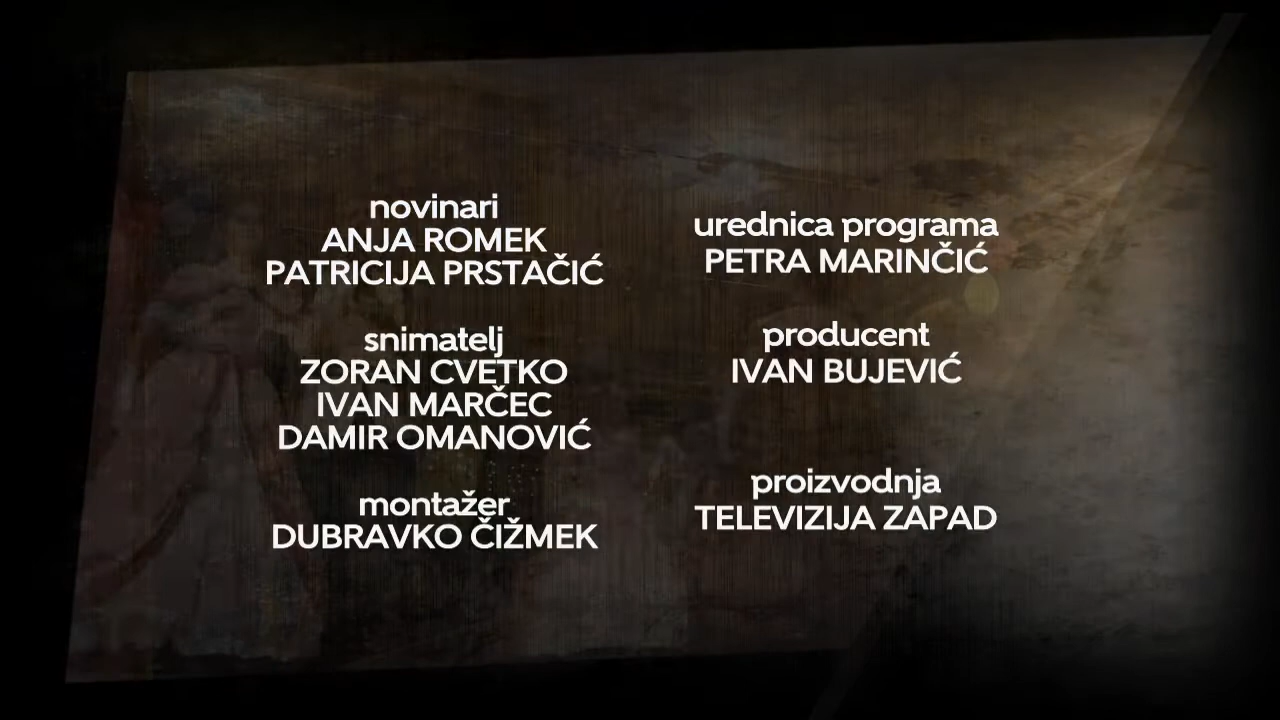 novinari
ANJA ROMEK
PATRICIJA PRSTAČIĆ
snimatelj
ZORAN CVETKO
IVAN MARČEC
DAMIR OMANOVIĆ
montažer
DUBRAVKO ČIŽMEK
urednica programa
PETRA MARINČIĆ
producent
IVAN BUJEVIĆ
proizvodnja
TELEVIZIJA ZAPAD